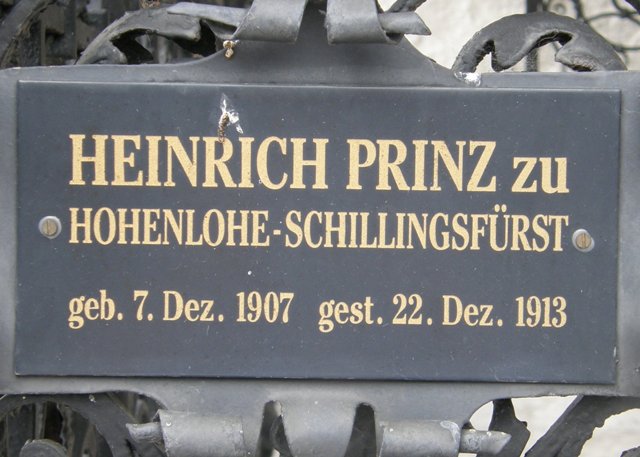 HEINRICH PRINZ zu
HOHENLOHE-SCHILLINGSFÜRST
geb. 7. Dez. 1907 gest. 22. Dez. 1913